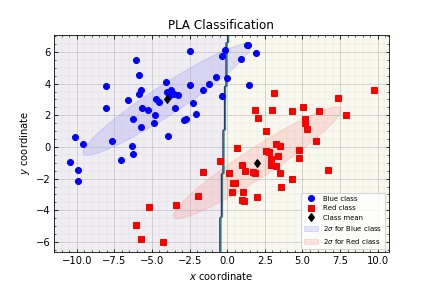 PLA Classification
y coordinate
6
4
2
0
−2
−4
−6
Blue class
Red class
Class mean
2σ for Blue class
2σ for Red class
−10.0 −7.5 −5.0 −2.5 0.0 2.5 5.0 7.5 10.0
x coordinate